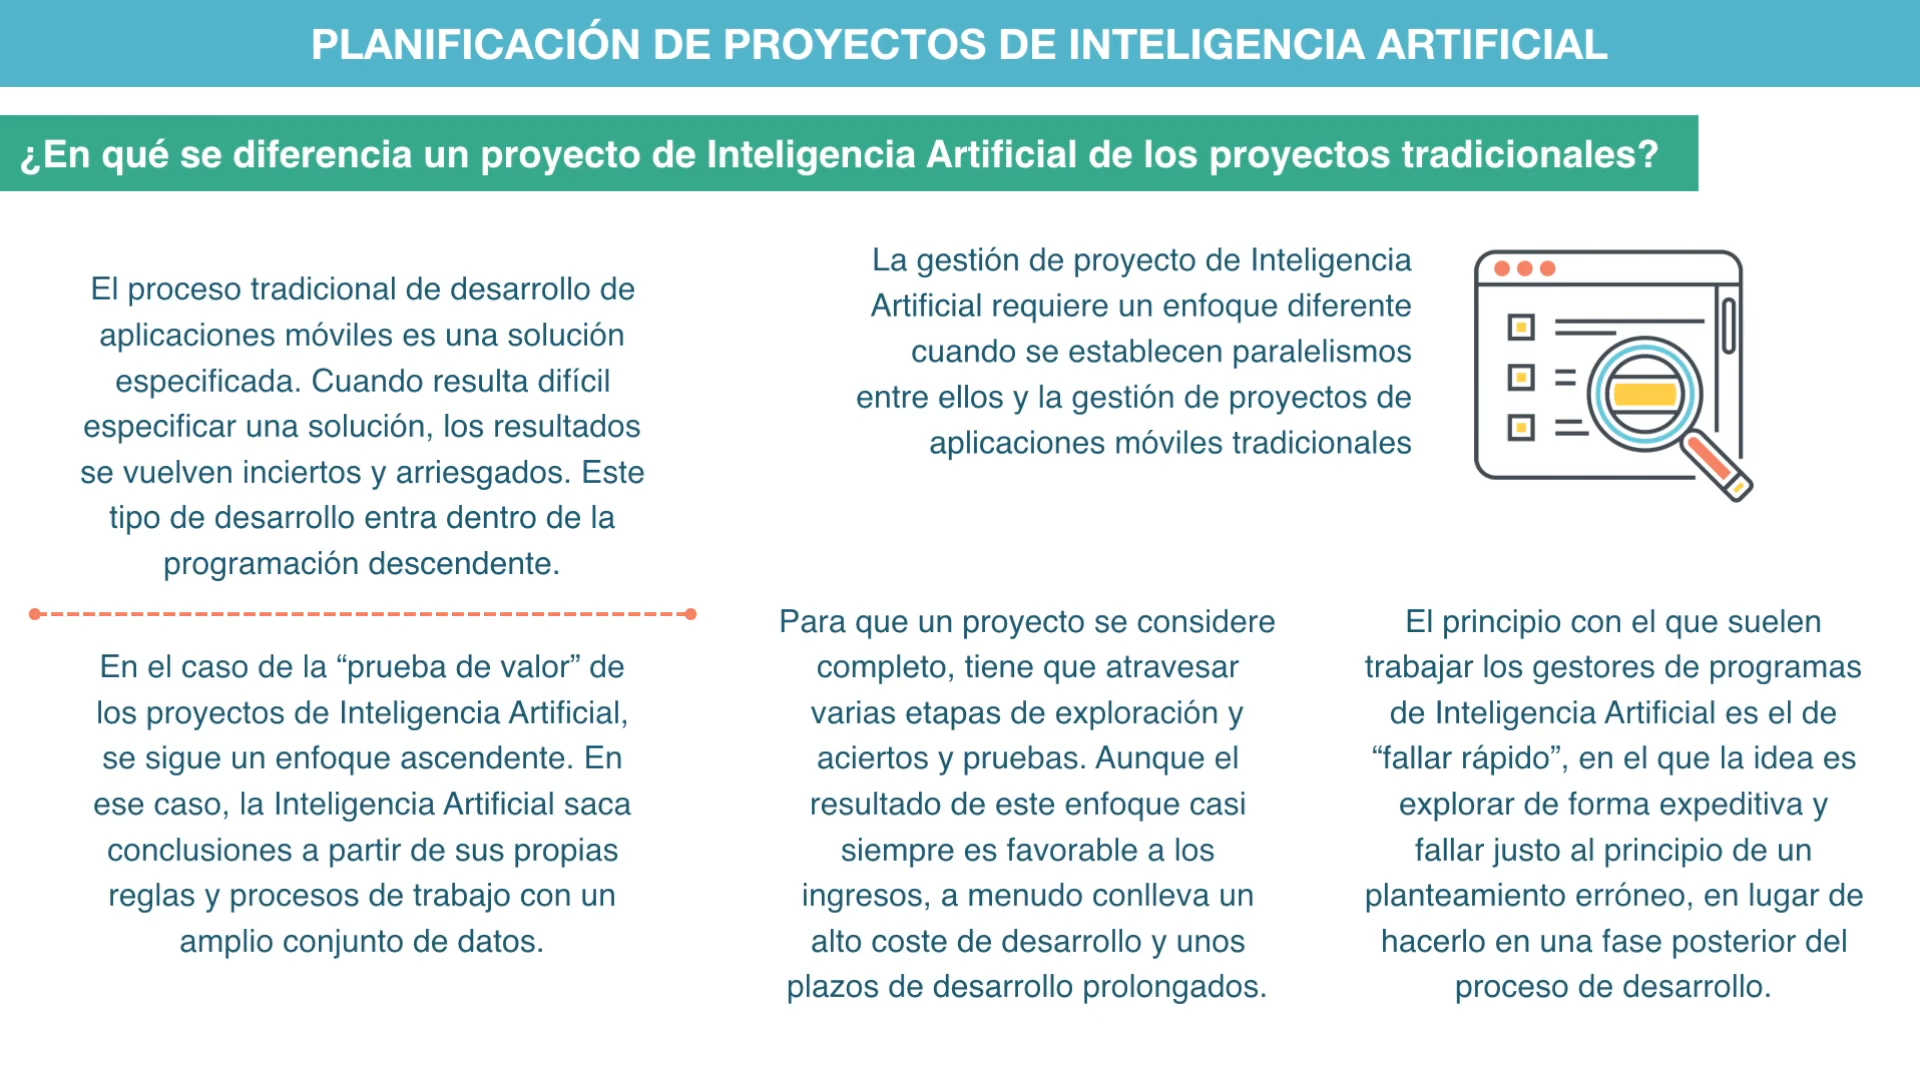 PLANIFICACIÓN DE PROYECTOS DE INTELIGENCIA ARTIFICIAL
¿En qué se diferencia un proyecto de Inteligencia Artificial de los proyectos tradicionales?
El proceso tradicional de desarrollo de
aplicaciones móviles es una solución
especificada. Cuando resulta difícil
especificar una solución, los resultados
se vuelven inciertos y arriesgados. Este
tipo de desarrollo entra dentro de la
programación descendente.
En el caso de la “prueba de valor” de
los proyectos de Inteligencia Artificial,
se sigue un enfoque ascendente. En
ese caso, la Inteligencia Artificial saca
conclusiones a partir de sus propias
reglas y procesos de trabajo con un
amplio conjunto de datos.
La gestión de proyecto de Inteligencia
Artificial requiere un enfoque diferente
cuando se establecen paralelismos
entre ellos y la gestión de proyectos de
aplicaciones móviles tradicionales
Para que un proyecto se considere
completo, tiene que atravesar
varias etapas de exploración y
aciertos y pruebas. Aunque el
resultado de este enfoque casi
siempre es favorable a los
ingresos, a menudo conlleva un
alto coste de desarrollo y unos
plazos de desarrollo prolongados.
El principio con el que suelen
trabajar los gestores de programas
de Inteligencia Artificial es el de
“fallar rápido”, en el que la idea es
explorar de forma expeditiva y
fallar justo al principio de un
planteamiento erróneo, en lugar de
hacerlo en una fase posterior del
proceso de desarrollo.